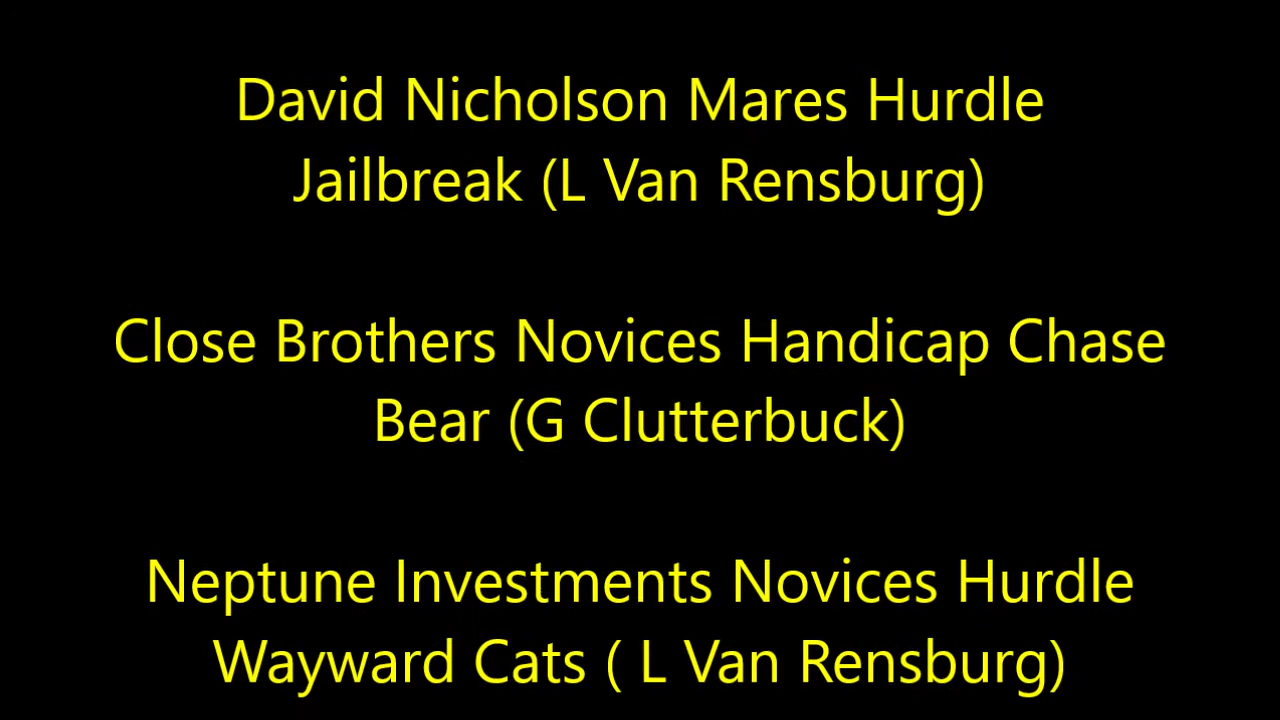 David Nicholson Mares Hurdle
Jailbreak (L Van Rensburg)
Close Brothers Novices Handicap Chase
Bear (G Clutterbuck)
Neptune Investments Novices Hurdle
Wayward Cats ( L Van Rensburg)